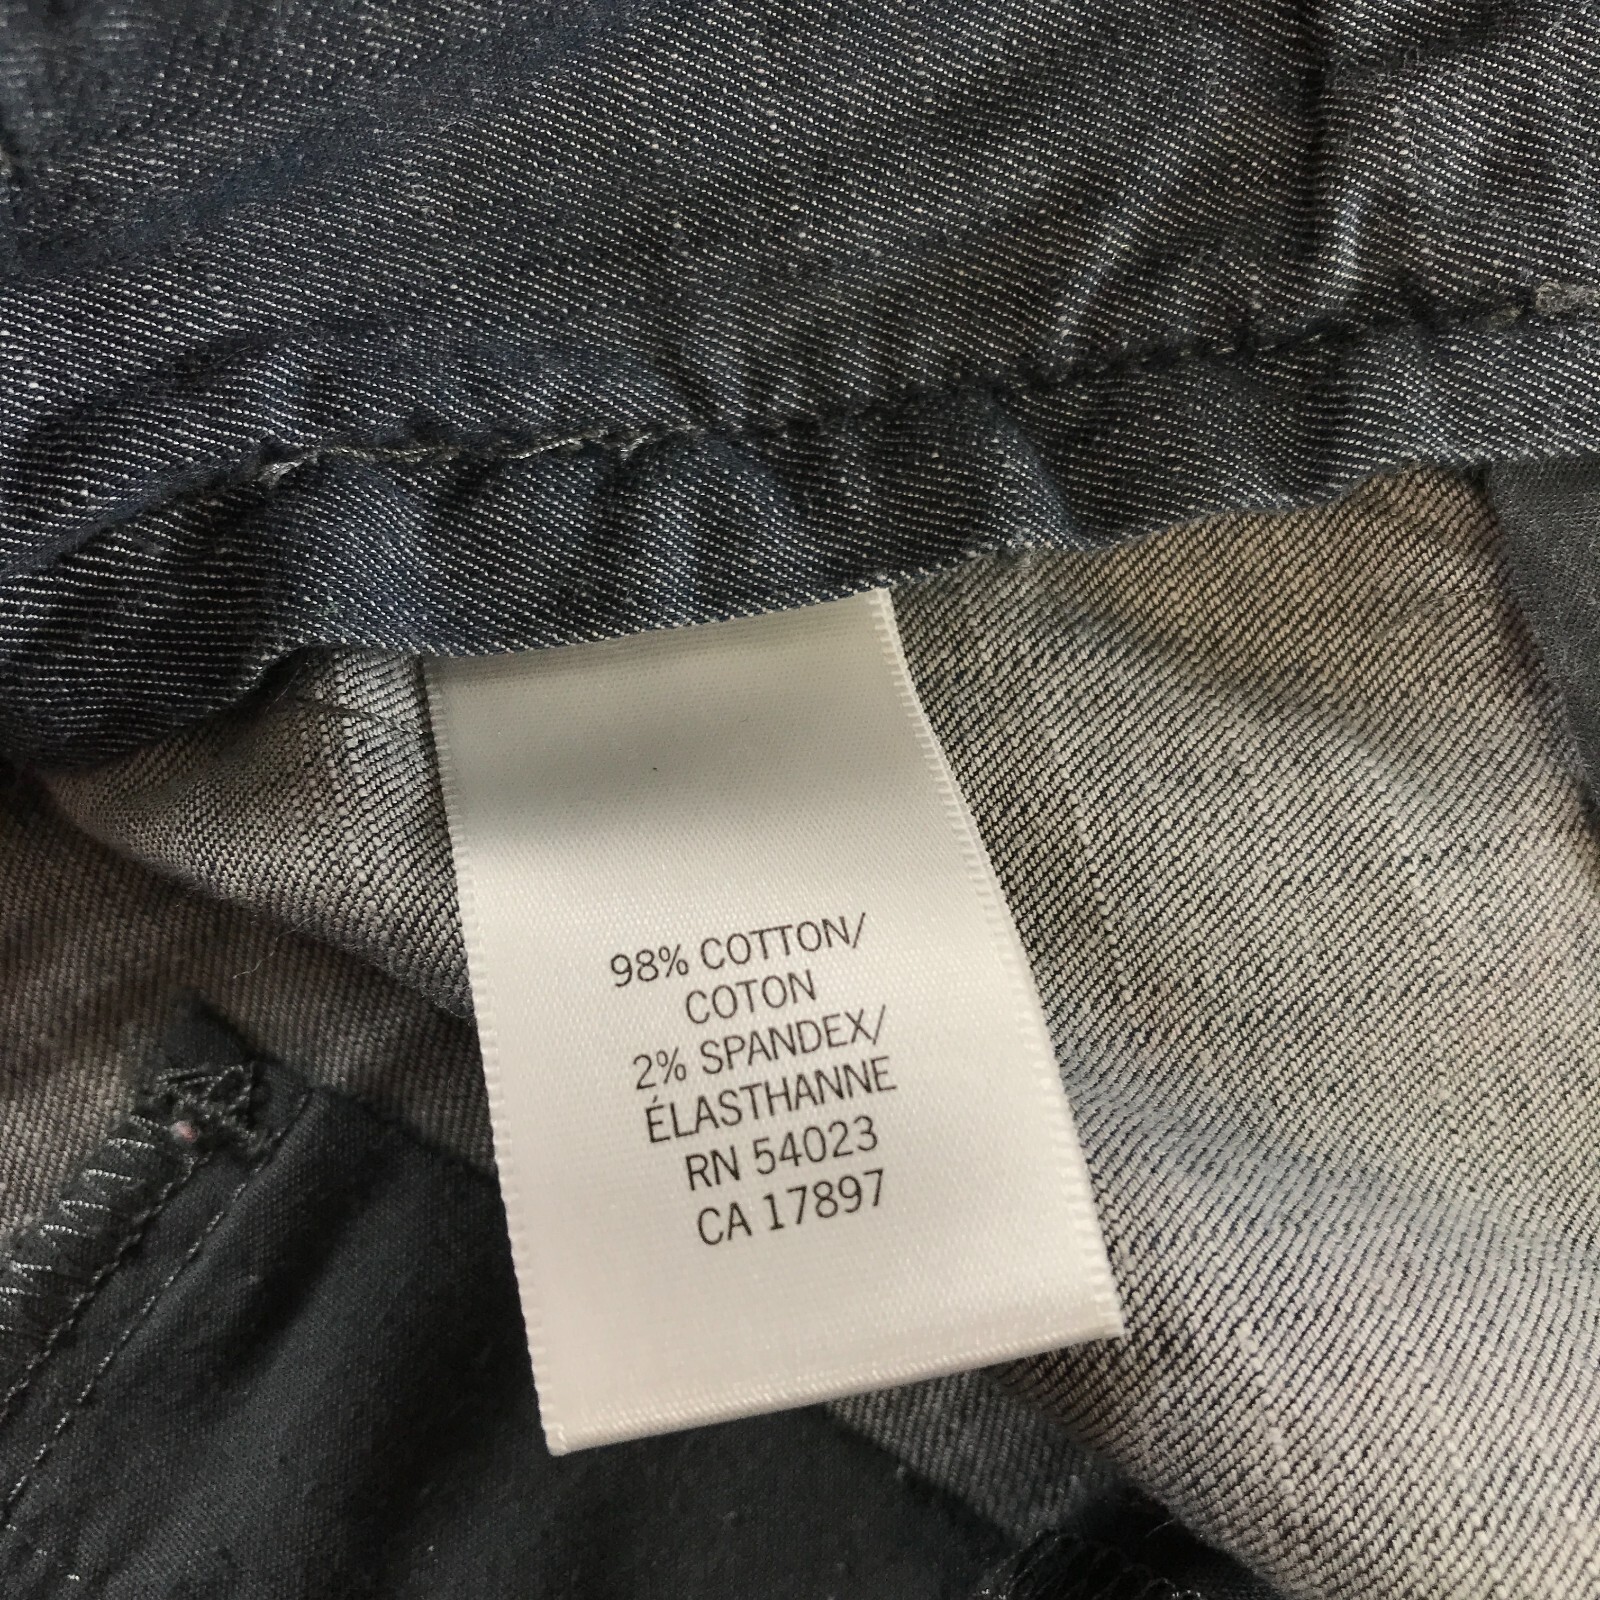 98% COTTON/
COTON
2% SPANDEX/
ÉLASTHANNE
RN 54023
CA 17897